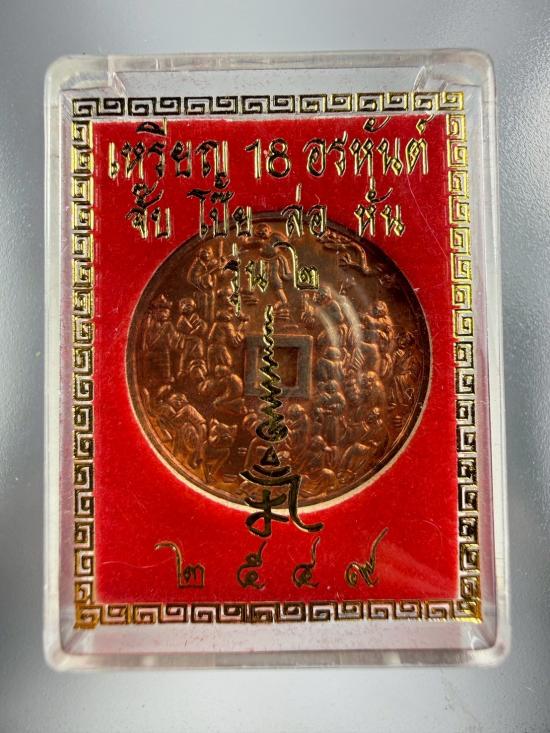 เหรียญ 18 อรหันต์
จั๊บ โป๊ย ล่อ หั่น
รุ่น ๒
๒ ๕ ๔ ๙